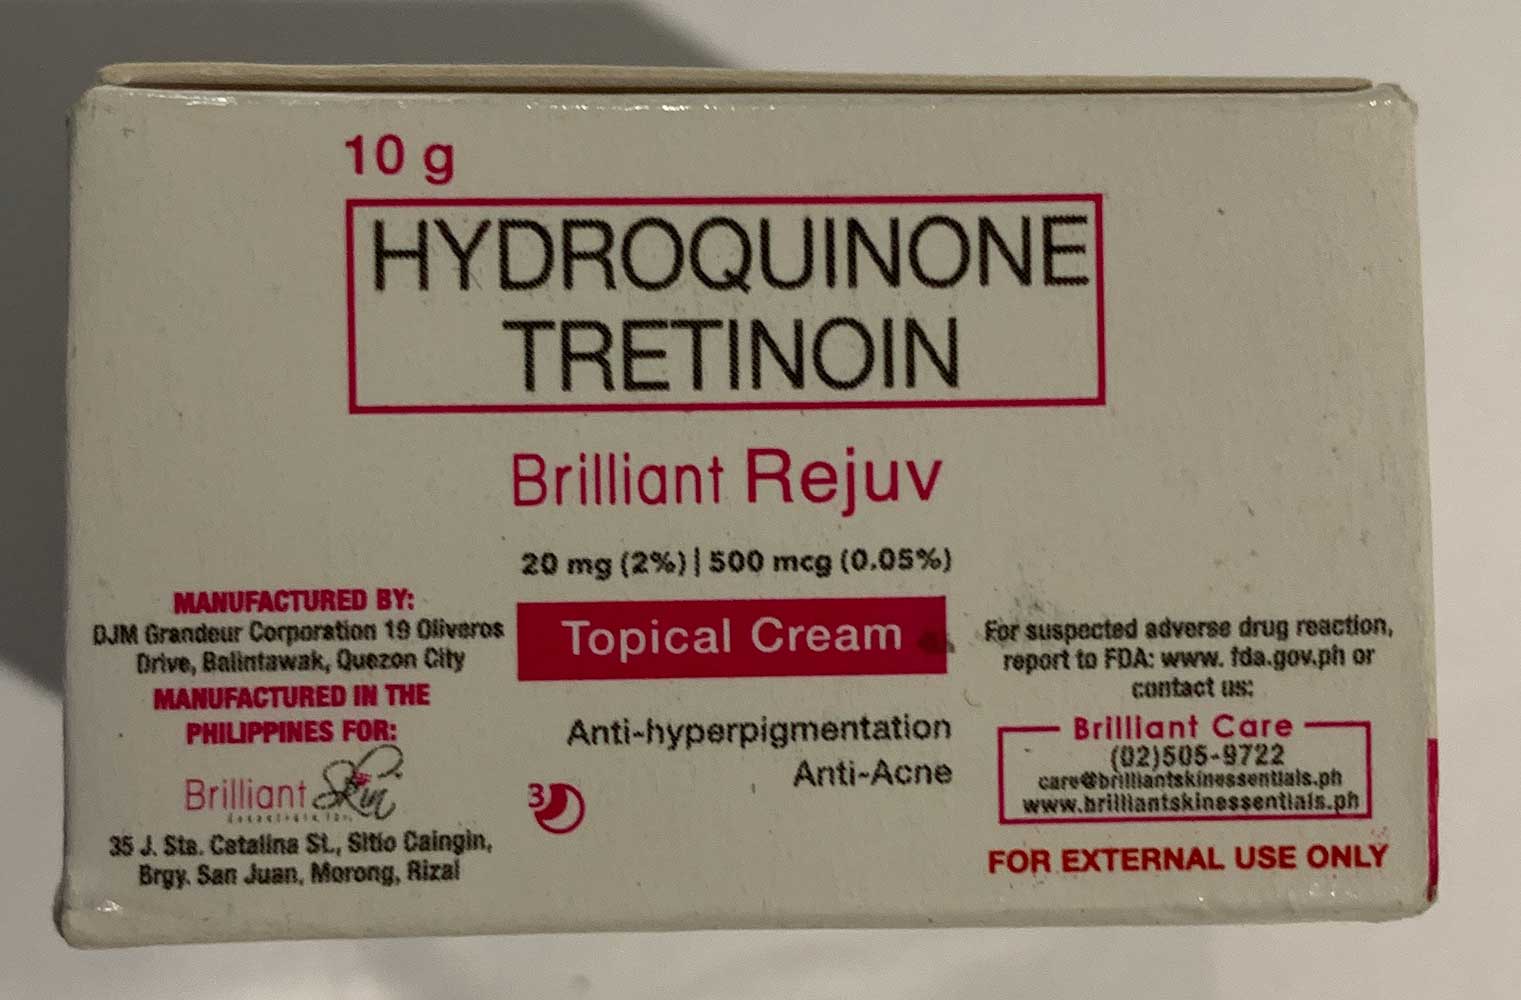 10 g
HYDROQUINONE
TRETINOIN
Brilliant Rejuv
20 mg (2%) | 500 mcg (0.05%)
Topical Cream
Anti-hyperpigmentation
Anti-Acne
3
MANUFACTURED BY:
DJM Grandeur Corporation 19 Oliveros
Drive, Balintawak, Quezon City
MANUFACTURED IN THE
PHILIPPINES FOR:
Brilliant Skin
35 J. Sta. Catalina St., Sitio Caingin,
Brgy. San Juan, Morong, Rizal
For suspected adverse drug reaction,
report to FDA: www. fda.gov.ph or
contact us:
Brilliant Care
(02)505-9722
care@brilliantskinessentials.ph
www.brilliantskinessentials.ph
FOR EXTERNAL USE ONLY